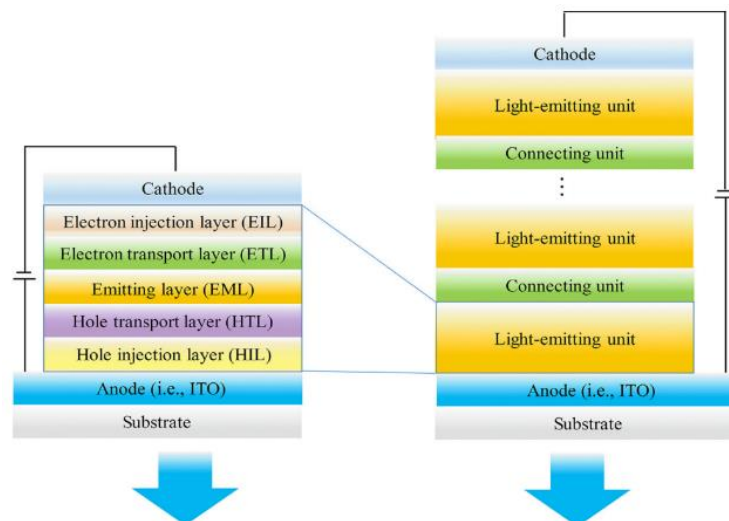 Cathode
Electron injection layer (EIL)
Electron transport layer (ETL)
Emitting layer (EML)
Hole transport layer (HTL)
Hole injection layer (HIL)
Anode (i.e., ITO)
Substrate
Cathode
Light-emitting unit
Connecting unit
⋮
Light-emitting unit
Connecting unit
Light-emitting unit
Anode (i.e., ITO)
Substrate